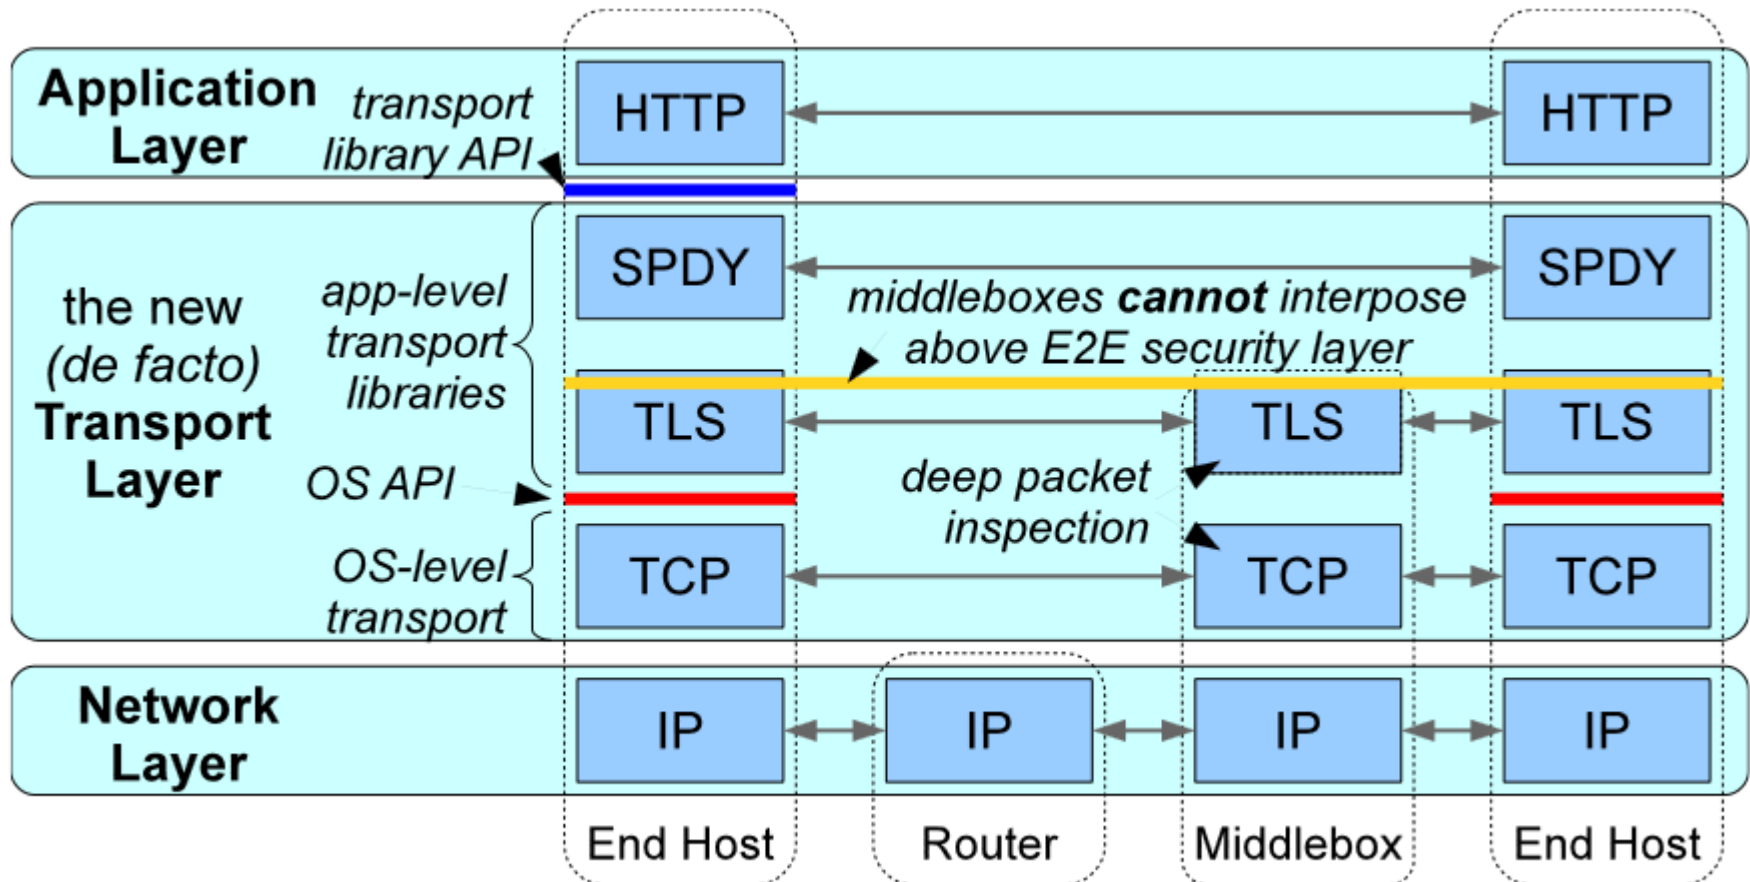 Application
Layer
transport
library API
HTTP
HTTP
the new
(de facto)
Transport
Layer
app-level
transport
libraries
SPDY
SPDY
middleboxes cannot interpose
above E2E security layer
TLS
TLS
TLS
OS API
deep packet
inspection
OS-level
transport
TCP
TCP
TCP
Network
Layer
IP
IP
IP
IP
End Host
Router
Middlebox
End Host